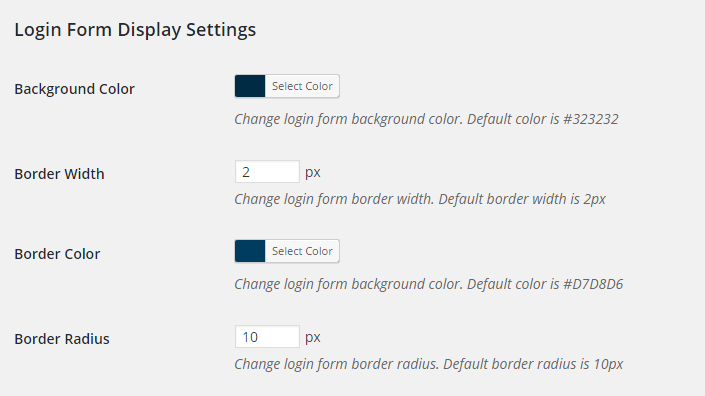 Login Form Display Settings
Background Color
Select Color
Change login form background color. Default color is #323232
Border Width
2 px
Change login form border width. Default border width is 2px
Border Color
Select Color
Change login form background color. Default color is #D7D8D6
Border Radius
10 px
Change login form border radius. Default border radius is 10px